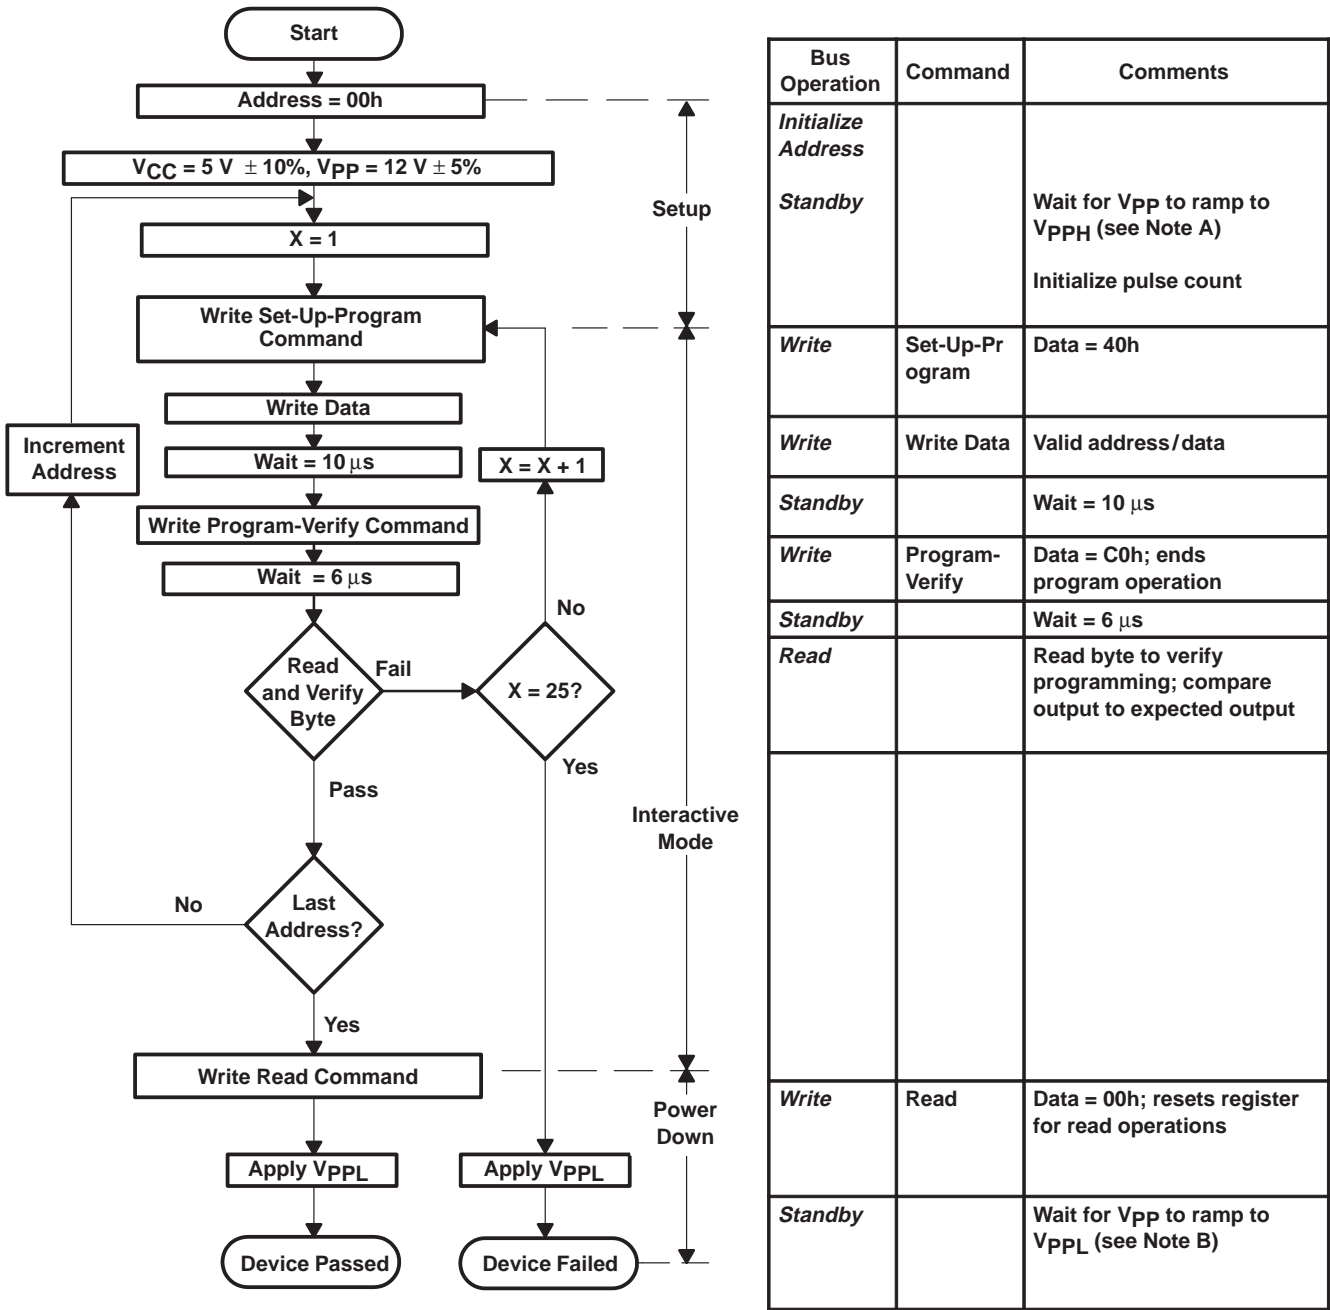 Start
Address = 00h
VCC = 5 V ± 10%, VPP = 12 V ± 5%
X = 1
Write Set-Up-Program
Command
Write Data
Increment
Address
Wait = 10 µs
X = X + 1
Write Program-Verify Command
Wait = 6 µs
No
Read
and Verify
Byte
Fail
X = 25?
Yes
Pass
No
Last
Address?
Yes
Write Read Command
Apply VPPL
Apply VPPL
Device Passed
Device Failed
Setup
Interactive
Mode
Power
Down
Bus
Operation
Command
Comments
Initialize
Address
Standby
Wait for VPP to ramp to
VPPH (see Note A)
Initialize pulse count
Write
Set-Up-Pr
ogram
Data = 40h
Write
Write Data
Valid address/data
Standby
Wait = 10 µs
Write
Program-
Verify
Data = C0h; ends
program operation
Standby
Wait = 6 µs
Read
Read byte to verify
programming; compare
output to expected output
Write
Read
Data = 00h; resets register
for read operations
Standby
Wait for VPP to ramp to
VPPL (see Note B)